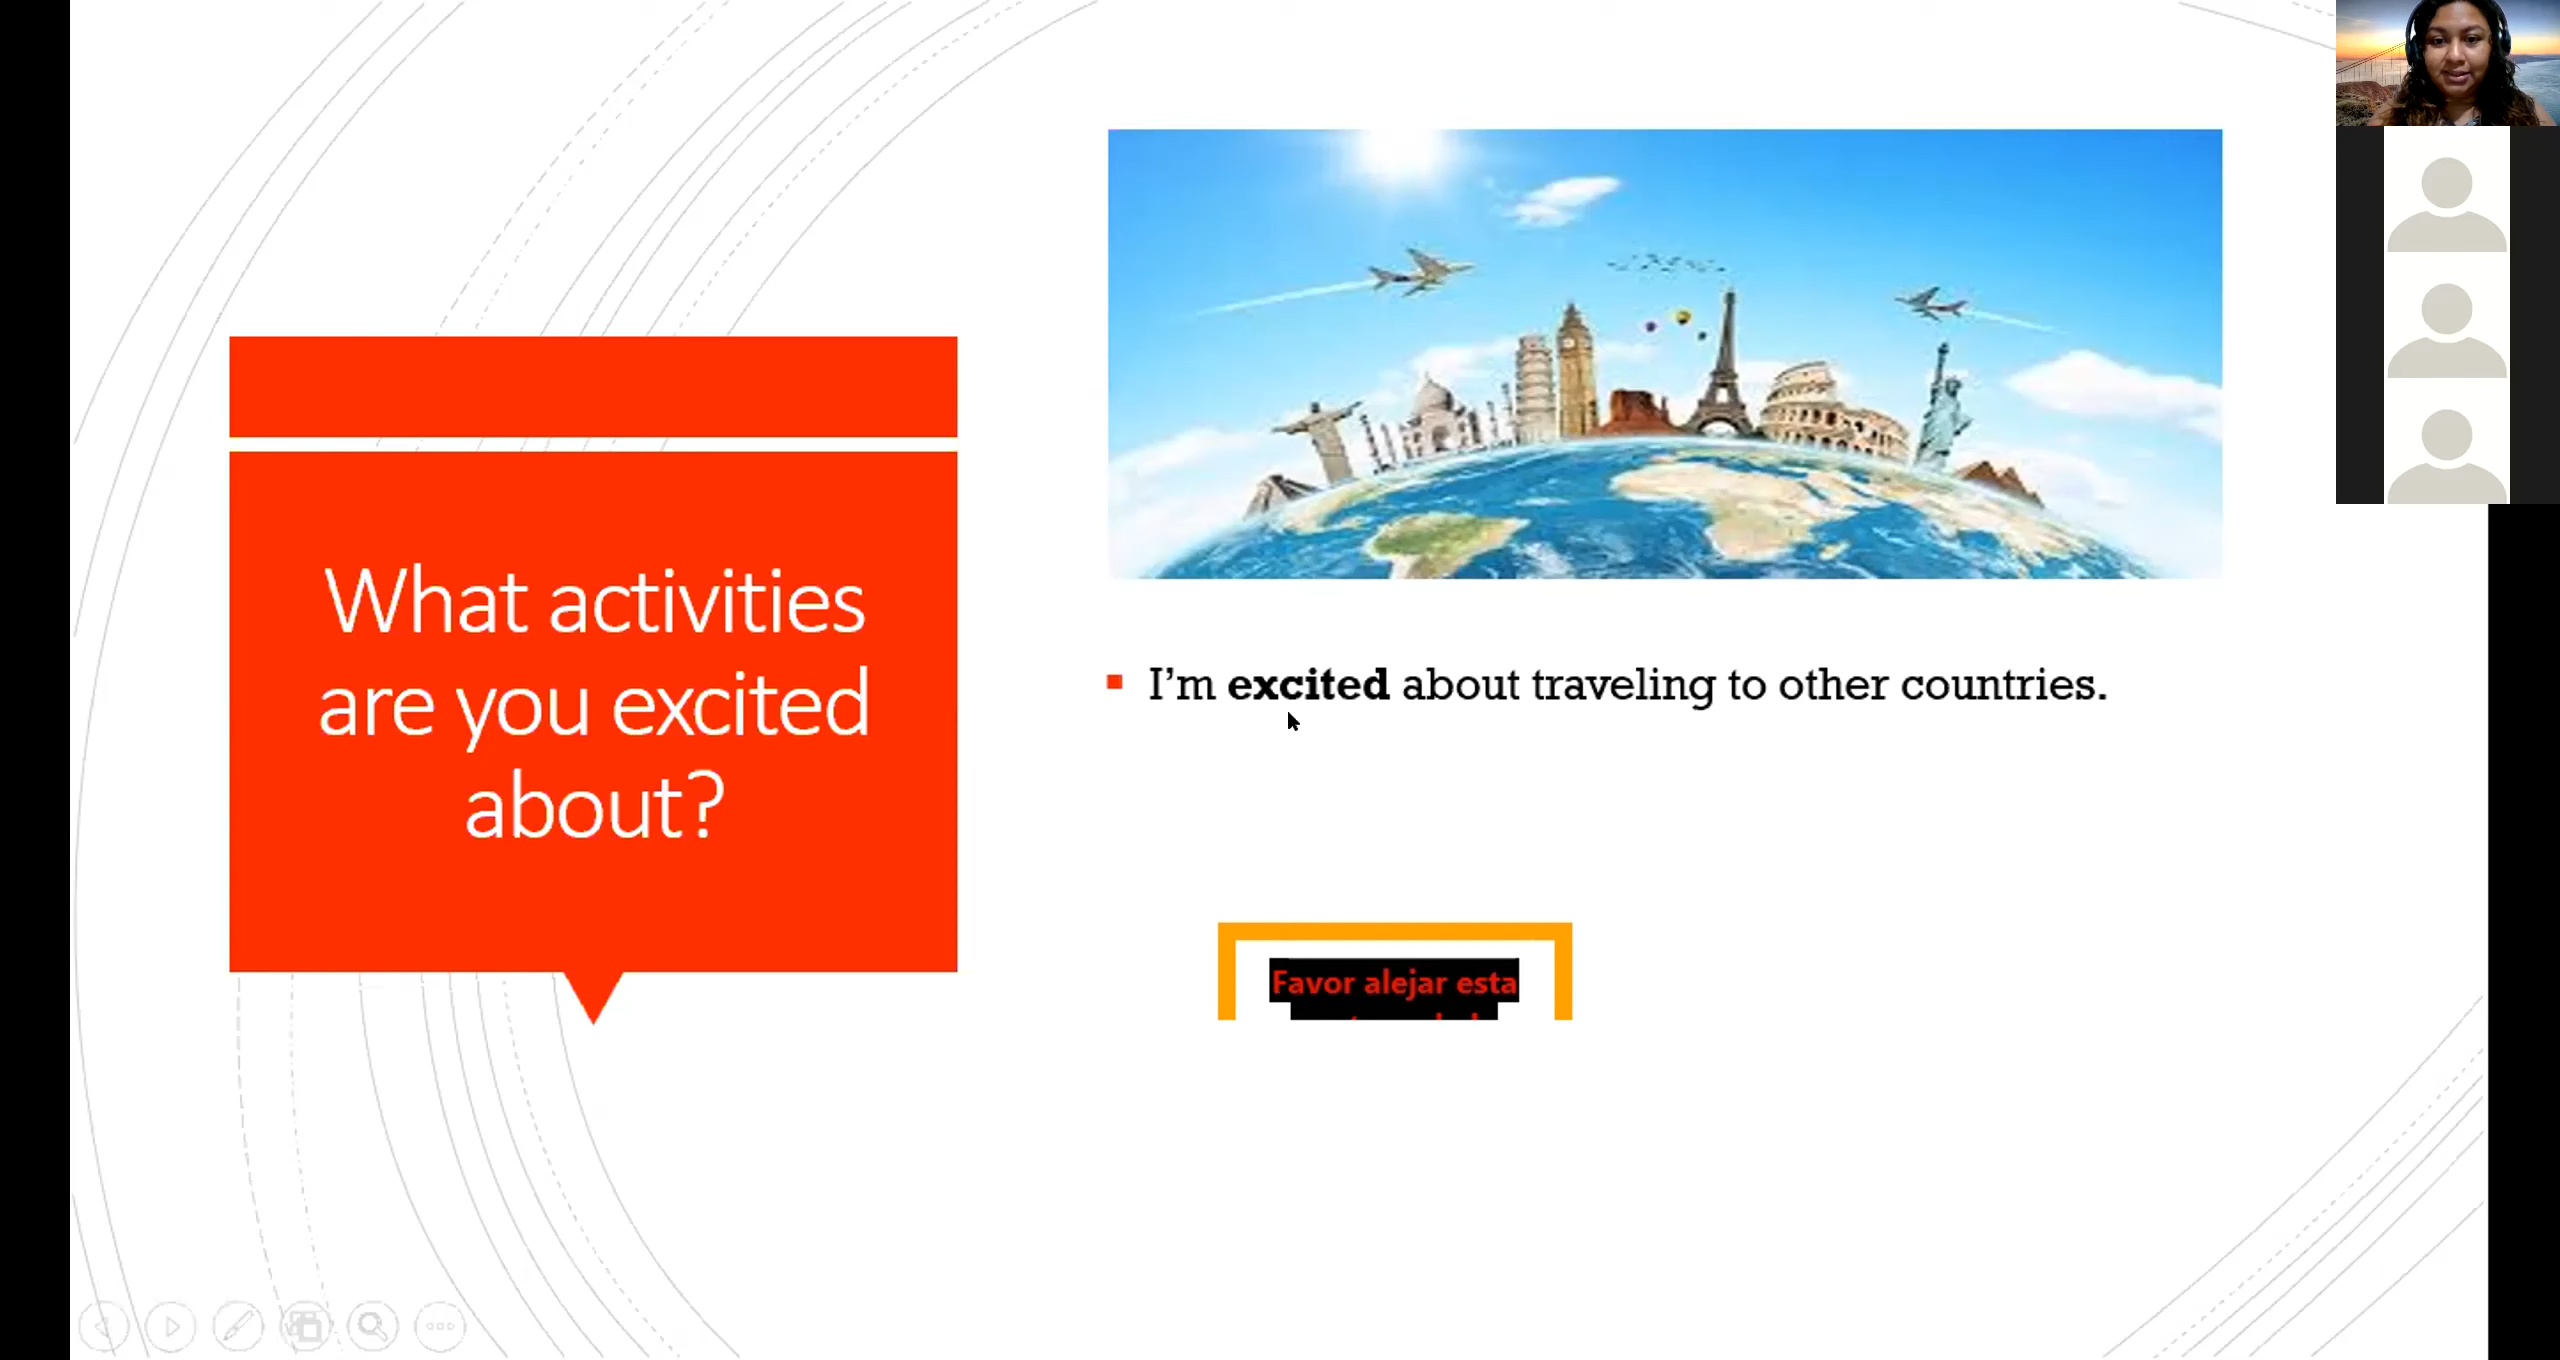 What activities
are you excited
about?
I'm excited about traveling to other countries.
Favor alejar esta